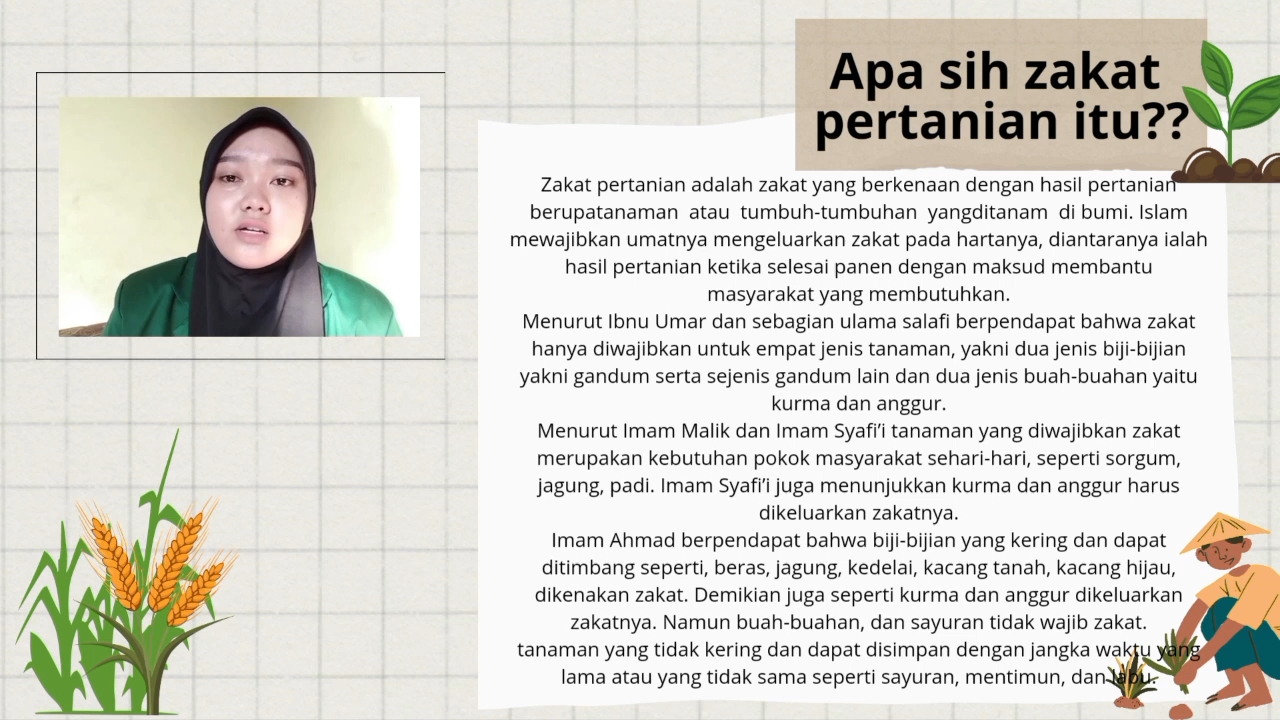 Apa sih zakat
pertanian itu??
Zakat pertanian adalah zakat yang berkenaan dengan hasil pertanian
berupatanaman atau tumbuh-tumbuhan yangditanam di bumi. Islam
mewajibkan umatnya mengeluarkan zakat pada hartanya, diantaranya ialah
hasil pertanian ketika selesai panen dengan maksud membantu
masyarakat yang membutuhkan.
Menurut Ibnu Umar dan sebagian ulama salafi berpendapat bahwa zakat
hanya diwajibkan untuk empat jenis tanaman, yakni dua jenis biji-bijian
yakni gandum serta sejenis gandum lain dan dua jenis buah-buahan yaitu
kurma dan anggur.
Menurut Imam Malik dan Imam Syafi’i tanaman yang diwajibkan zakat
merupakan kebutuhan pokok masyarakat sehari-hari, seperti sorgum,
jagung, padi. Imam Syafi’i juga menunjukkan kurma dan anggur harus
dikeluarkan zakatnya.
Imam Ahmad berpendapat bahwa biji-bijian yang kering dan dapat
ditimbang seperti, beras, jagung, kedelai, kacang tanah, kacang hijau,
dikenakan zakat. Demikian juga seperti kurma dan anggur dikeluarkan
zakatnya. Namun buah-buahan, dan sayuran tidak wajib zakat.
tanaman yang tidak kering dan dapat disimpan dengan jangka waktu yang
lama atau yang tidak sama seperti sayuran, mentimun, dan labu.